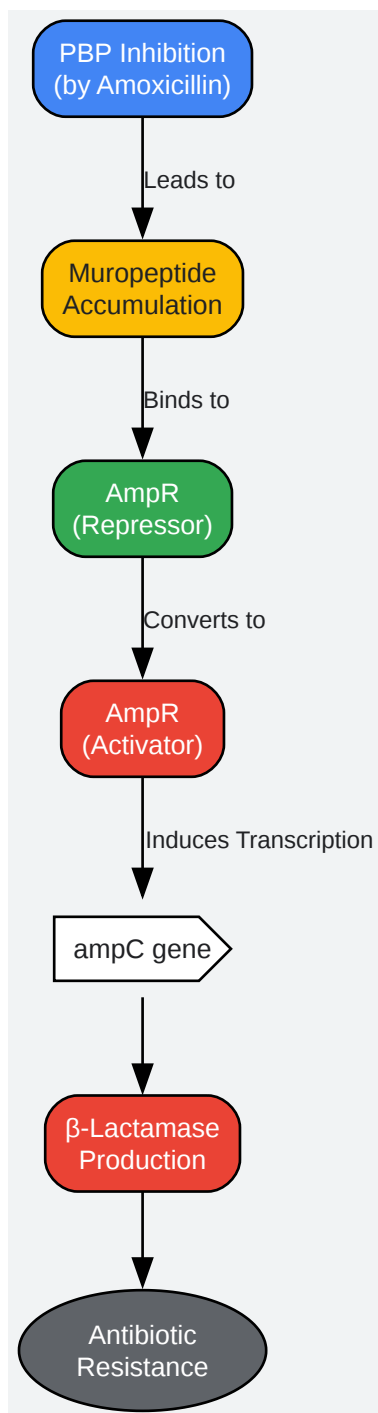 PBP Inhibition
(by Amoxicillin)
Leads to
Muropeptide
Accumulation
Binds to
AmpR
(Repressor)
Converts to
AmpR
(Activator)
Induces Transcription
ampC gene
β-Lactamase
Production
Antibiotic
Resistance